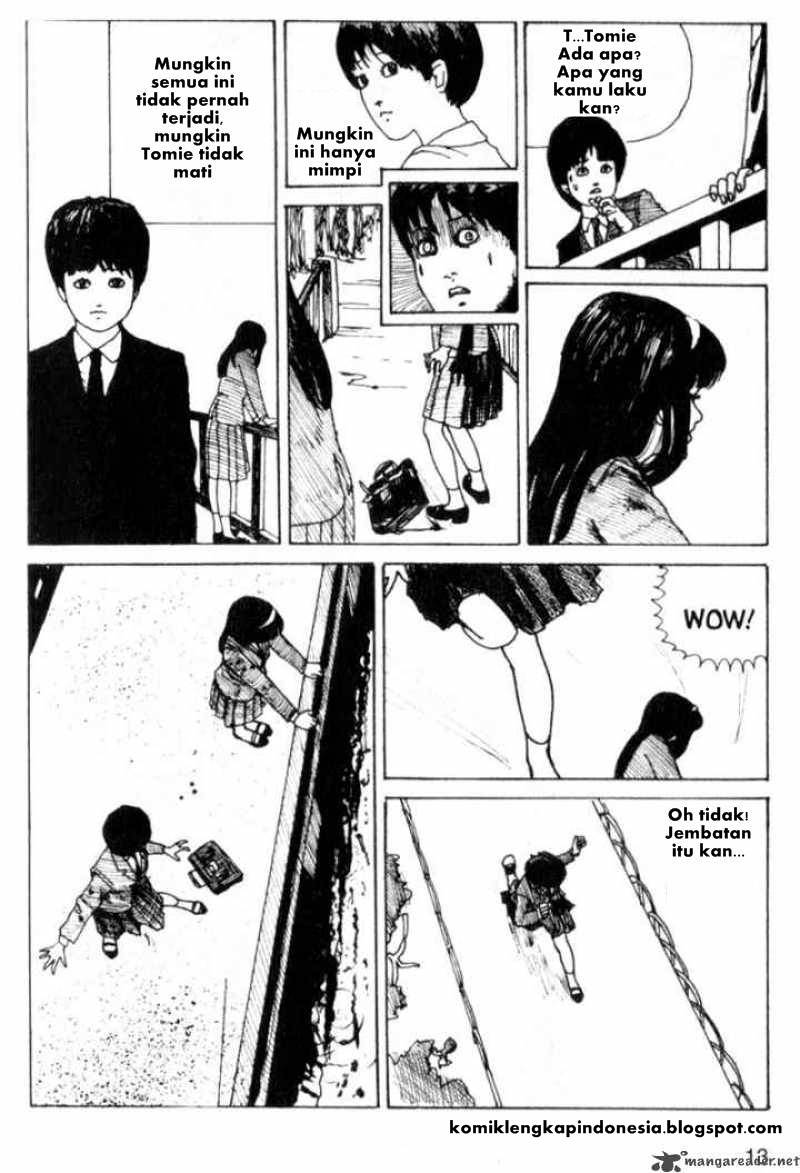 Mungkin
semua ini
tidak pernah
terjadi,
mungkin
Tomie tidak
mati
Mungkin
ini hanya
mimpi
T...Tomie
Ada apa?
Apa yang
kamu laku
kan?
WOW!
Oh tidak!
Jembatan
itu kan...
komiklengkapindonesia.blogspot.com
13
mangareader.net